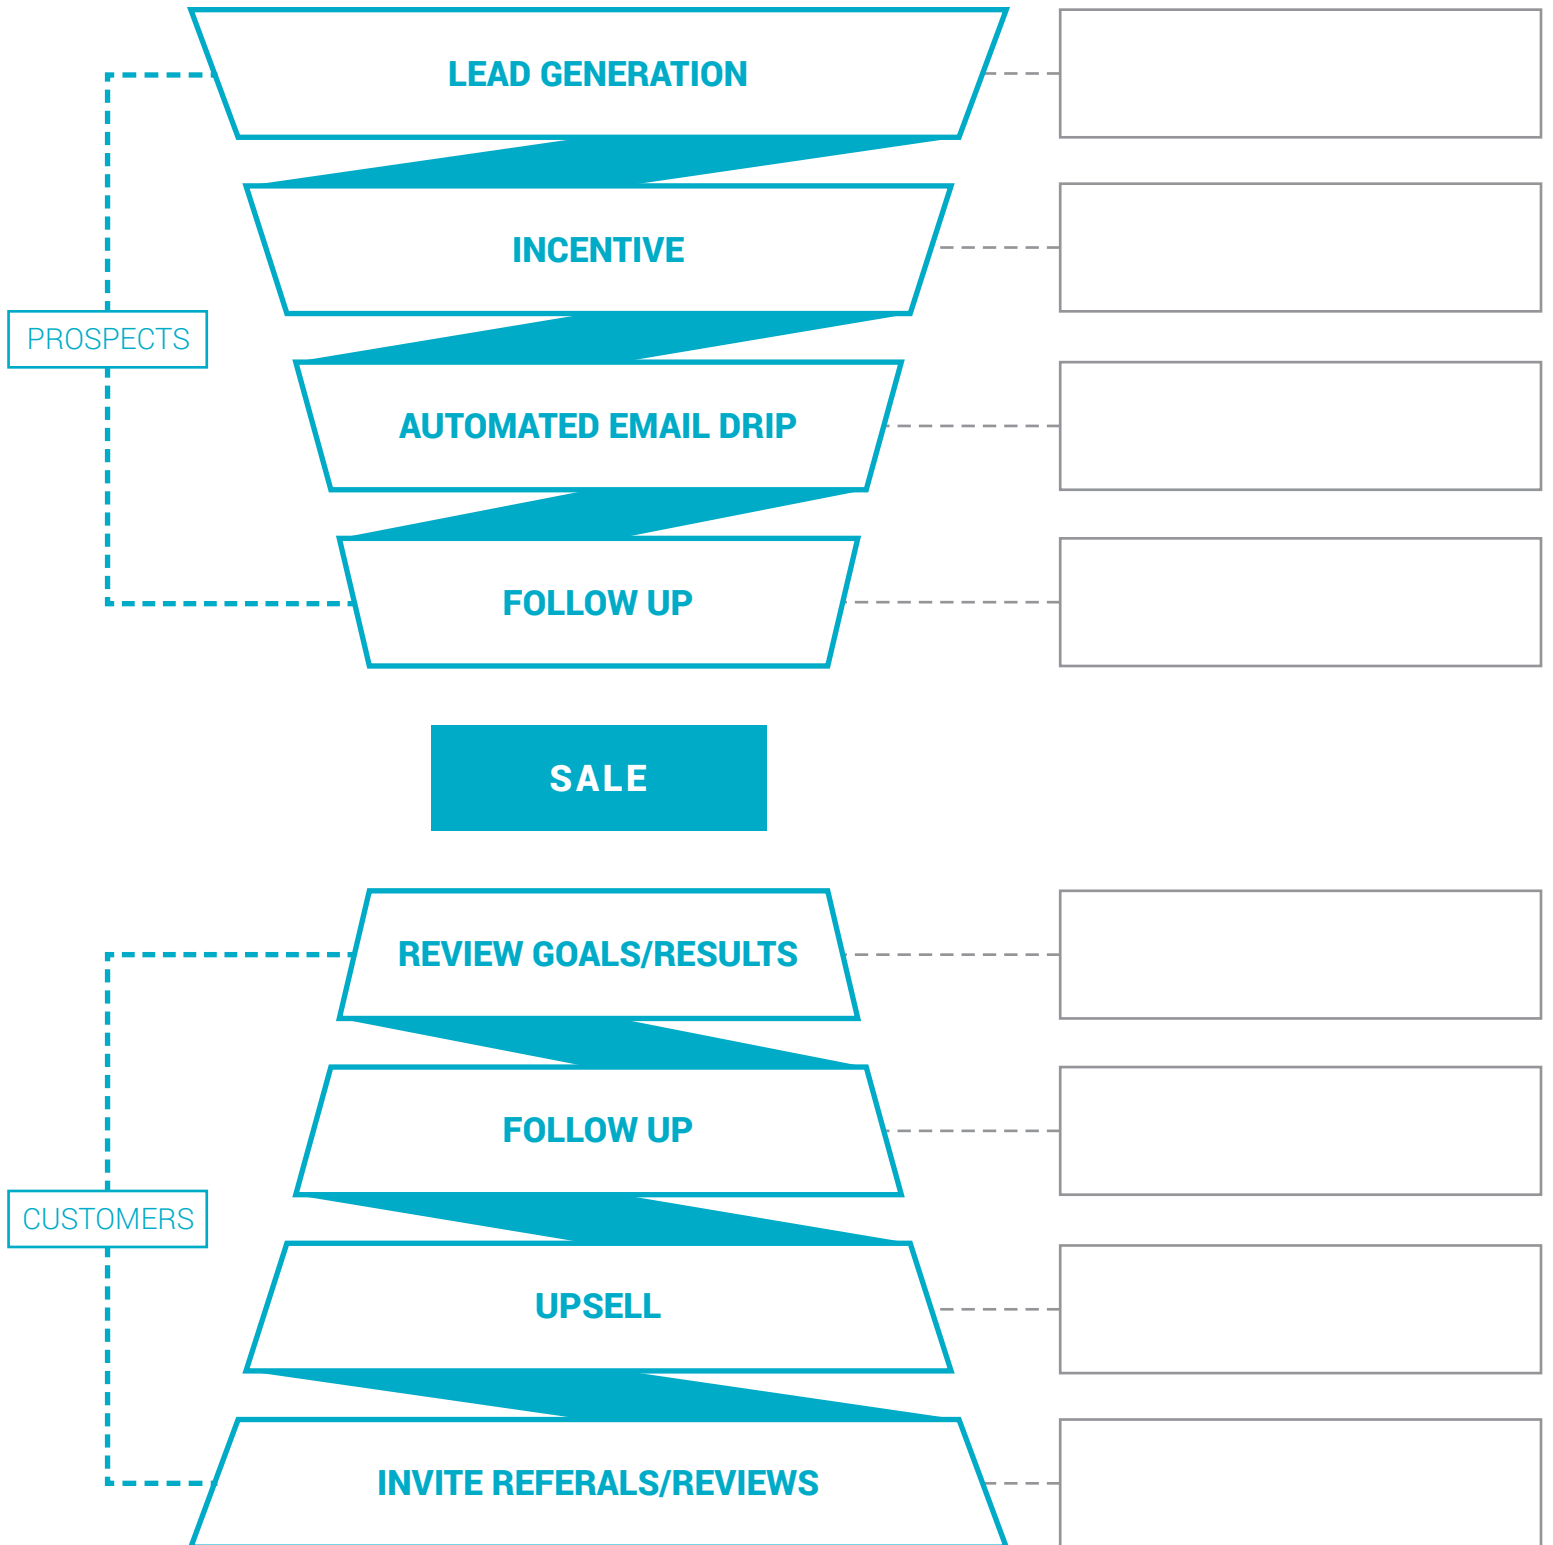 LEAD GENERATION
INCENTIVE
PROSPECTS
AUTOMATED EMAIL DRIP
FOLLOW UP
SALE
REVIEW GOALS/RESULTS
FOLLOW UP
CUSTOMERS
UPSELL
INVITE REFERALS/REVIEWS